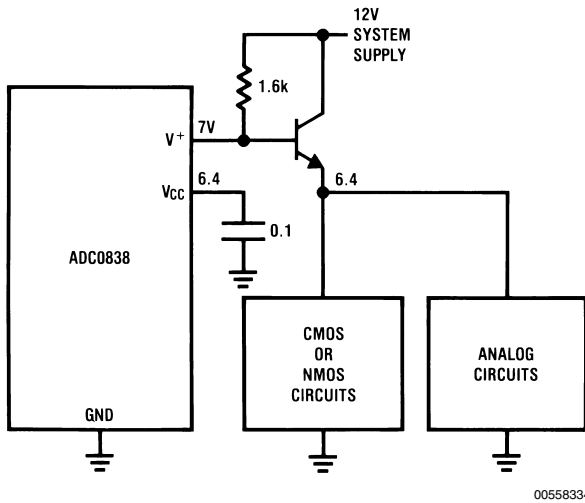 12V
SYSTEM
SUPPLY
1.6k
V+ 7V
6.4
VCC
6.4
0.1
ADC0838
CMOS
OR
NMOS
CIRCUITS
ANALOG
CIRCUITS
GND